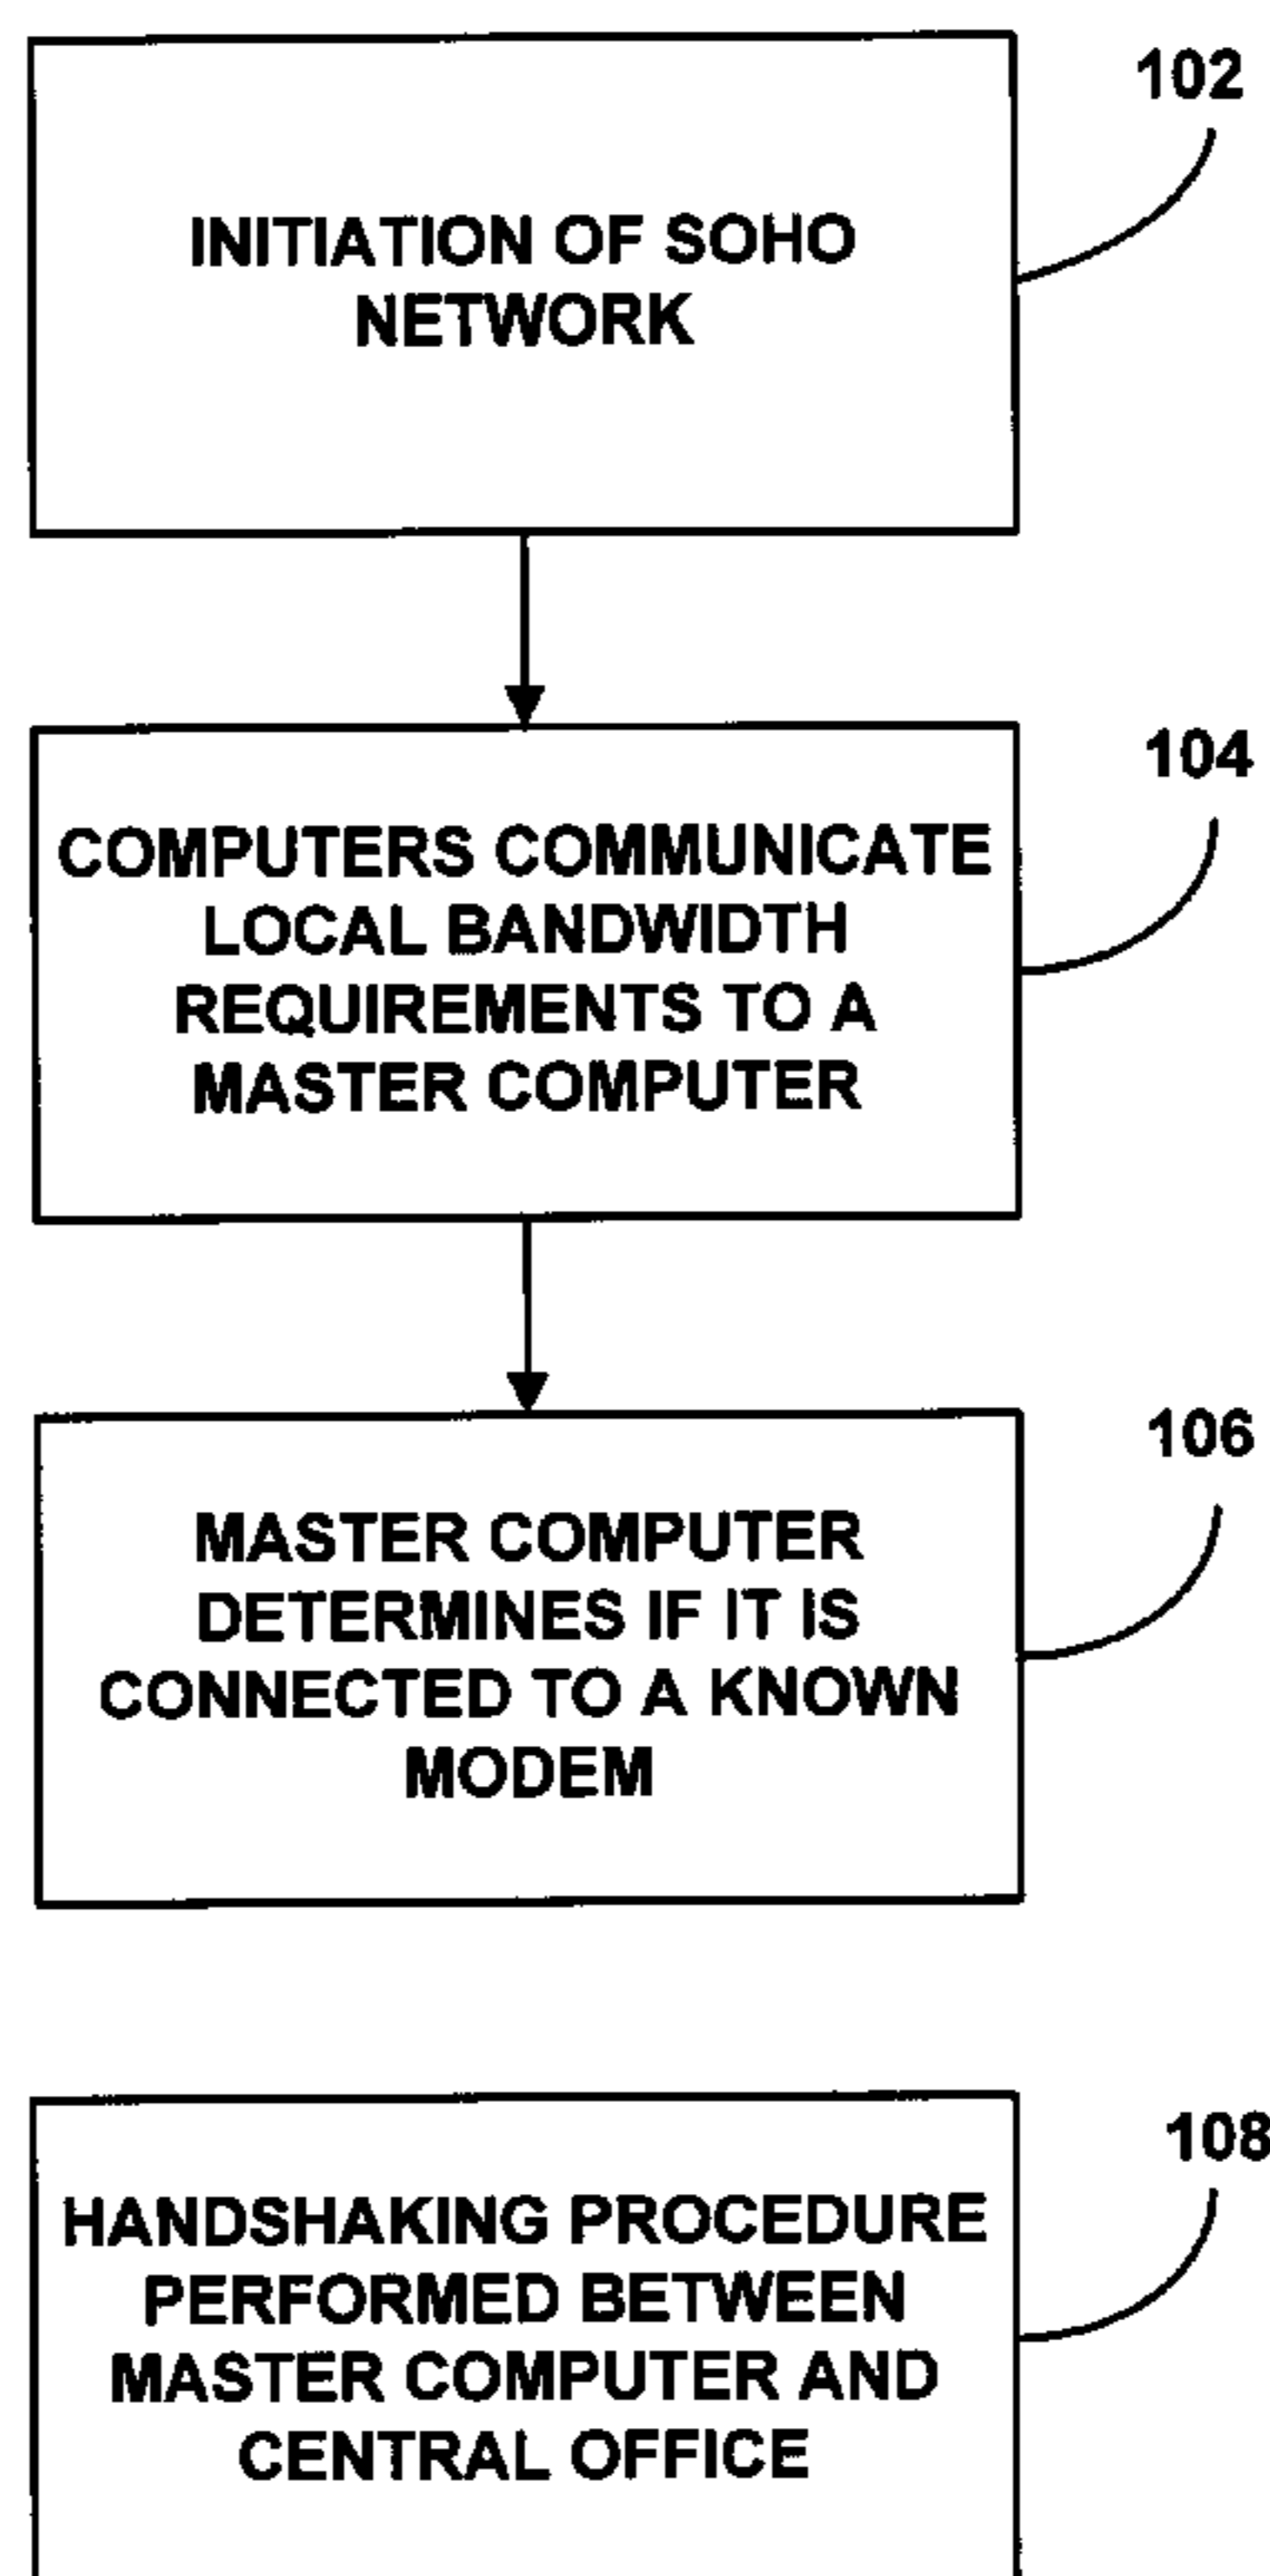 102
INITIATION OF SOHO
NETWORK
104
COMPUTERS COMMUNICATE
LOCAL BANDWIDTH
REQUIREMENTS TO A
MASTER COMPUTER
106
MASTER COMPUTER
DETERMINES IF IT IS
CONNECTED TO A KNOWN
MODEM
108
HANDSHAKING PROCEDURE
PERFORMED BETWEEN
MASTER COMPUTER AND
CENTRAL OFFICE